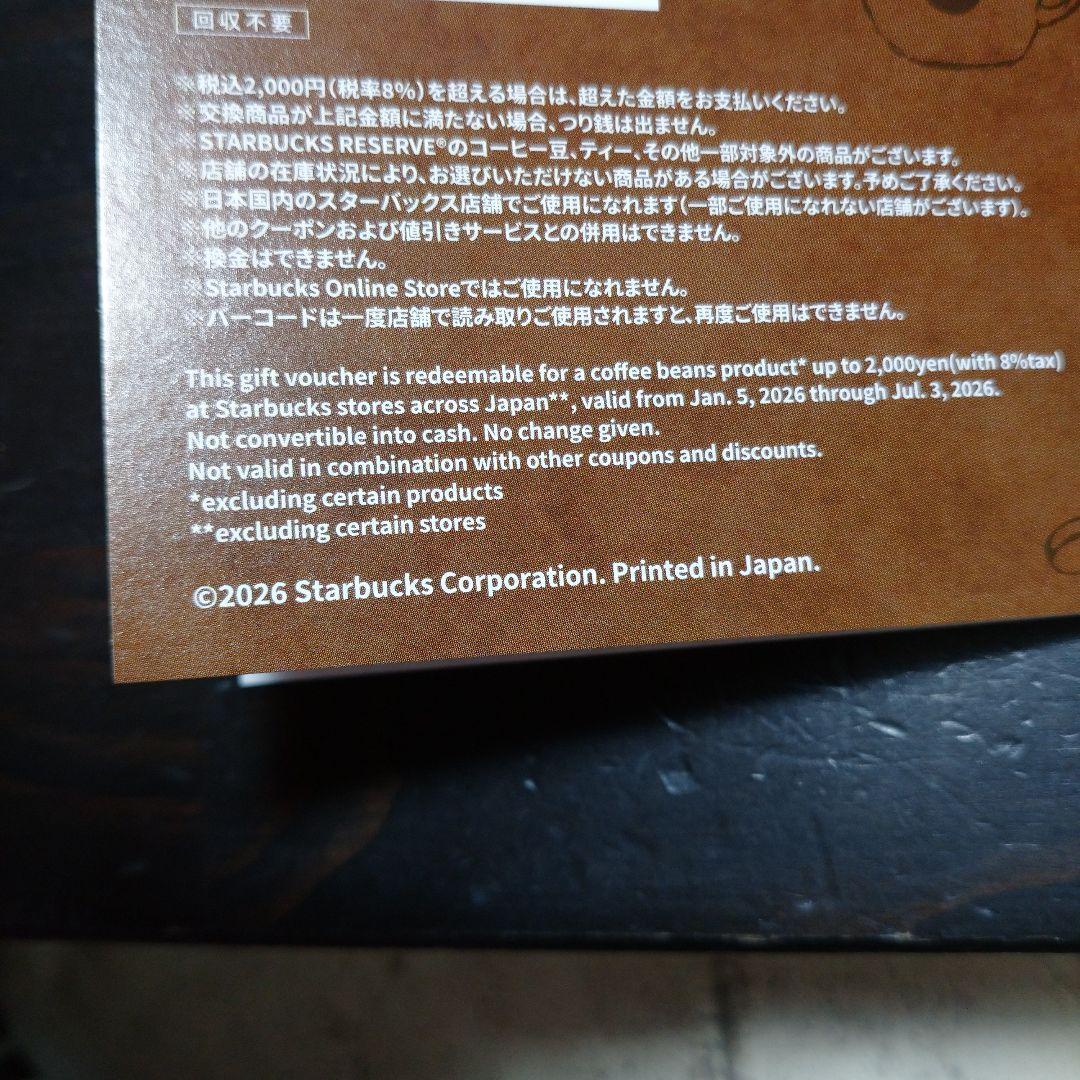 回収不要
※税込2,000円(税率8%)を超える場合は、超えた金額をお支払いください。
※交換商品が上記金額に満たない場合、つり銭は出ません。
※STARBUCKS RESERVE®のコーヒー豆、ティー、その他一部対象外の商品がございます。
※店舗の在庫状況により、お選びいただけない商品がある場合がございます。予めご了承ください。
※日本国内のスターバックス店舗でご使用になれます(一部ご使用になれない店舗がございます)。
※他のクーポンおよび値引きサービスとの併用はできません。
※換金はできません。
※Starbucks Online Storeではご使用になれません。
※バーコードは一度店舗で読み取りご使用されますと、再度ご使用はできません。
This gift voucher is redeemable for a coffee beans product* up to 2,000yen(with 8%tax)
at Starbucks stores across Japan**, valid from Jan. 5, 2026 through Jul. 3, 2026.
Not convertible into cash. No change given.
Not valid in combination with other coupons and discounts.
*excluding certain products
**excluding certain stores
©2026 Starbucks Corporation. Printed in Japan.